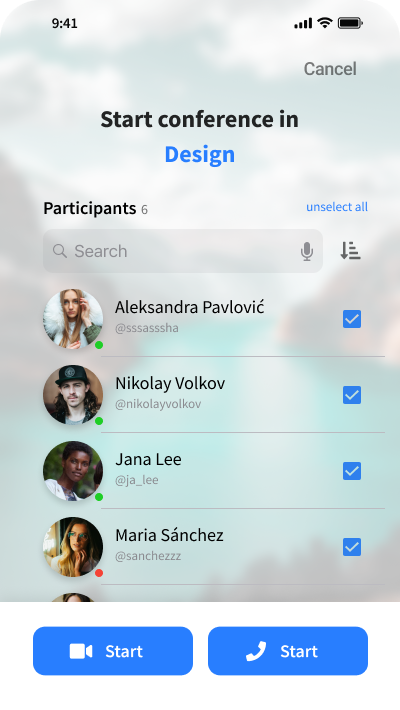 9:41
Cancel
Start conference in
Design
Participants 6
unselect all
Search
Aleksandra Pavlović
@sssasssha
Nikolay Volkov
@nikolayvolkov
Jana Lee
@ja_lee
Maria Sánchez
@sanchezzz
Start
Start